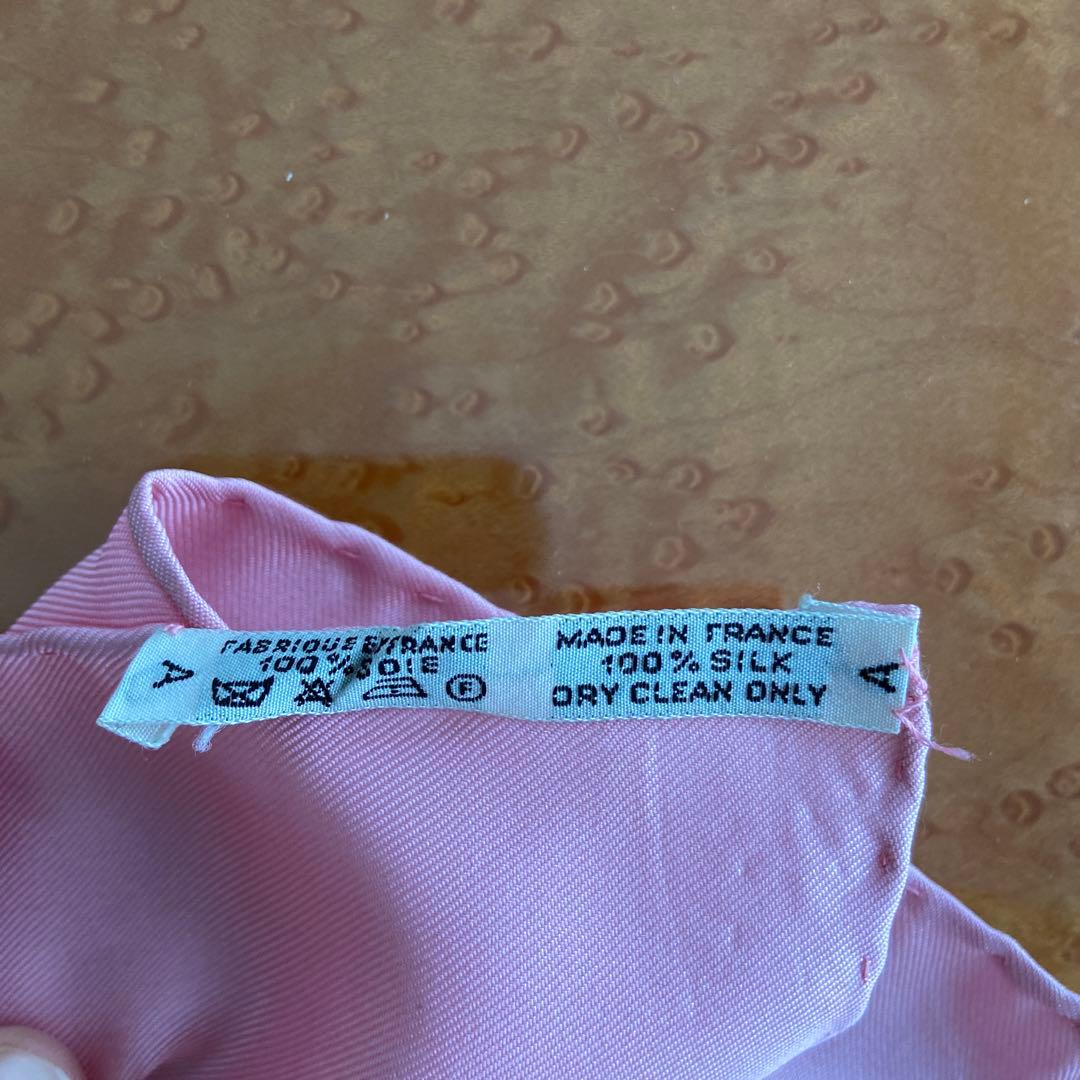 A
FABRIQUE EN FRANCE
100% SOIE
F
MADE IN FRANCE
100% SILK
DRY CLEAN ONLY
A